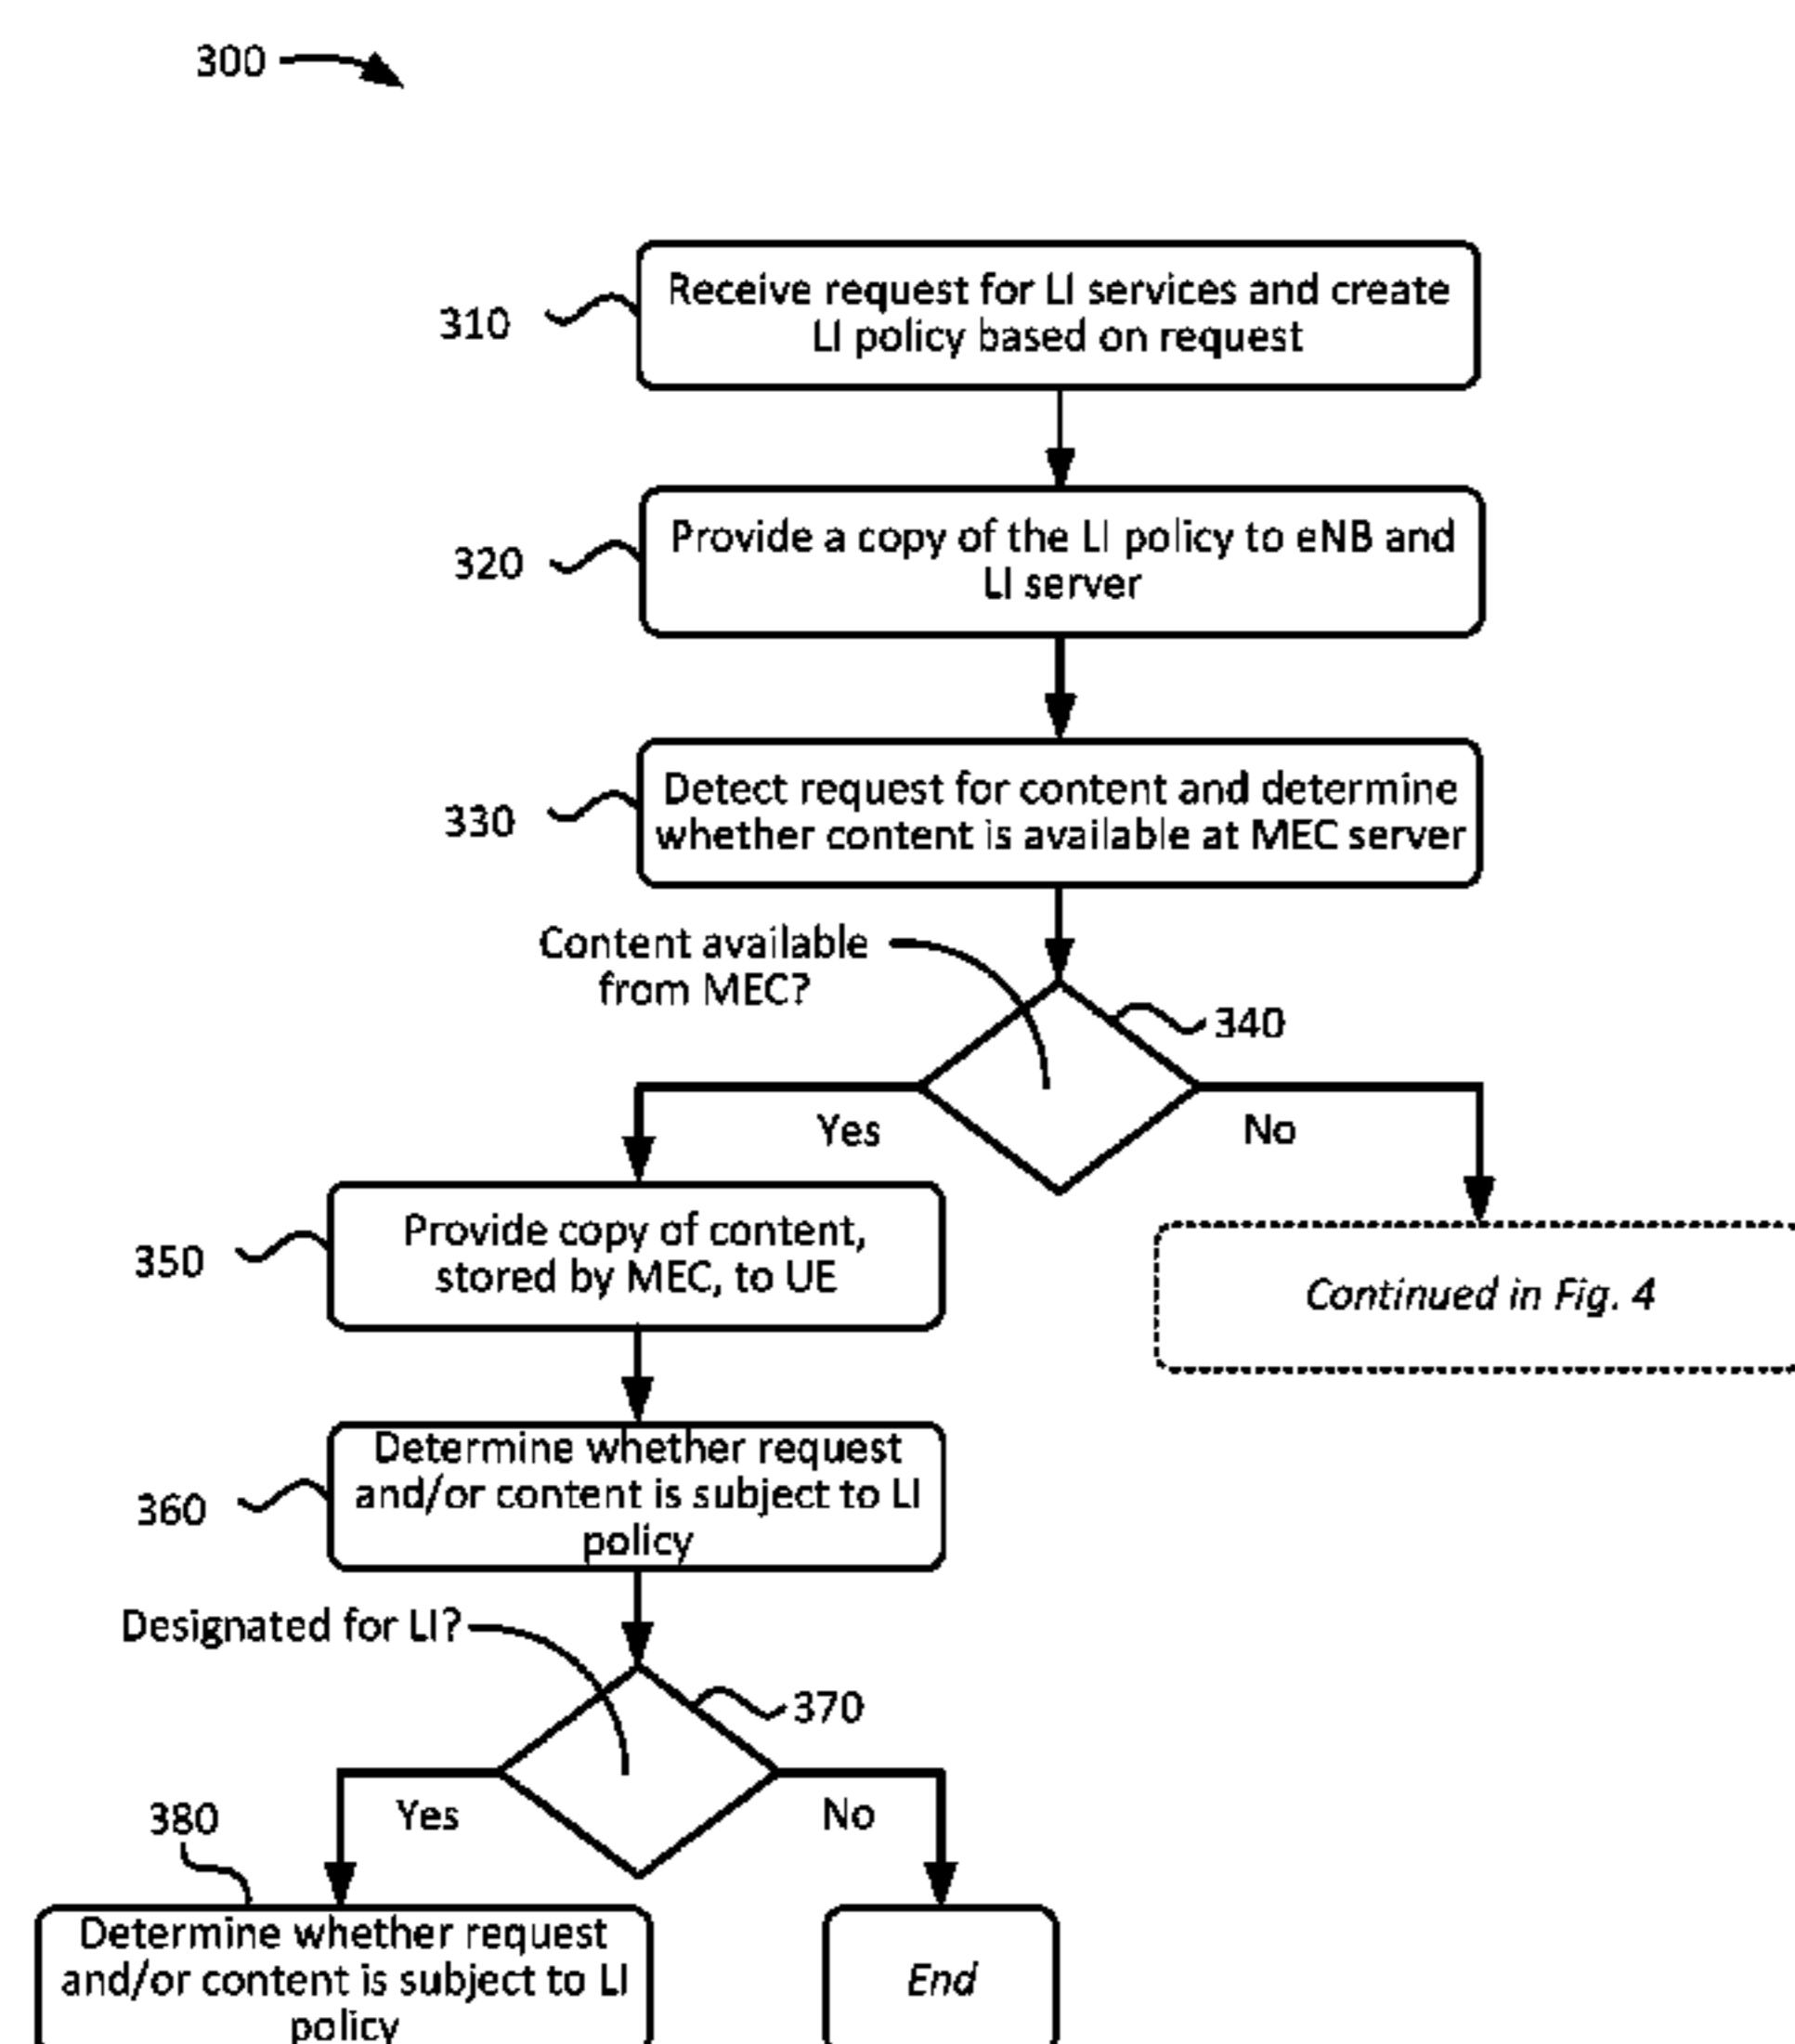 300
310
Receive request for LI services and create
LI policy based on request
320
Provide a copy of the LI policy to eNB and
LI server
330
Detect request for content and determine
whether content is available at MEC server
Content available
from MEC?
340
Yes
No
350
Provide copy of content,
stored by MEC, to UE
Continued in Fig. 4
360
Determine whether request
and/or content is subject to LI
policy
Designated for LI?
370
380
Yes
No
Determine whether request
and/or content is subject to LI
policy
End